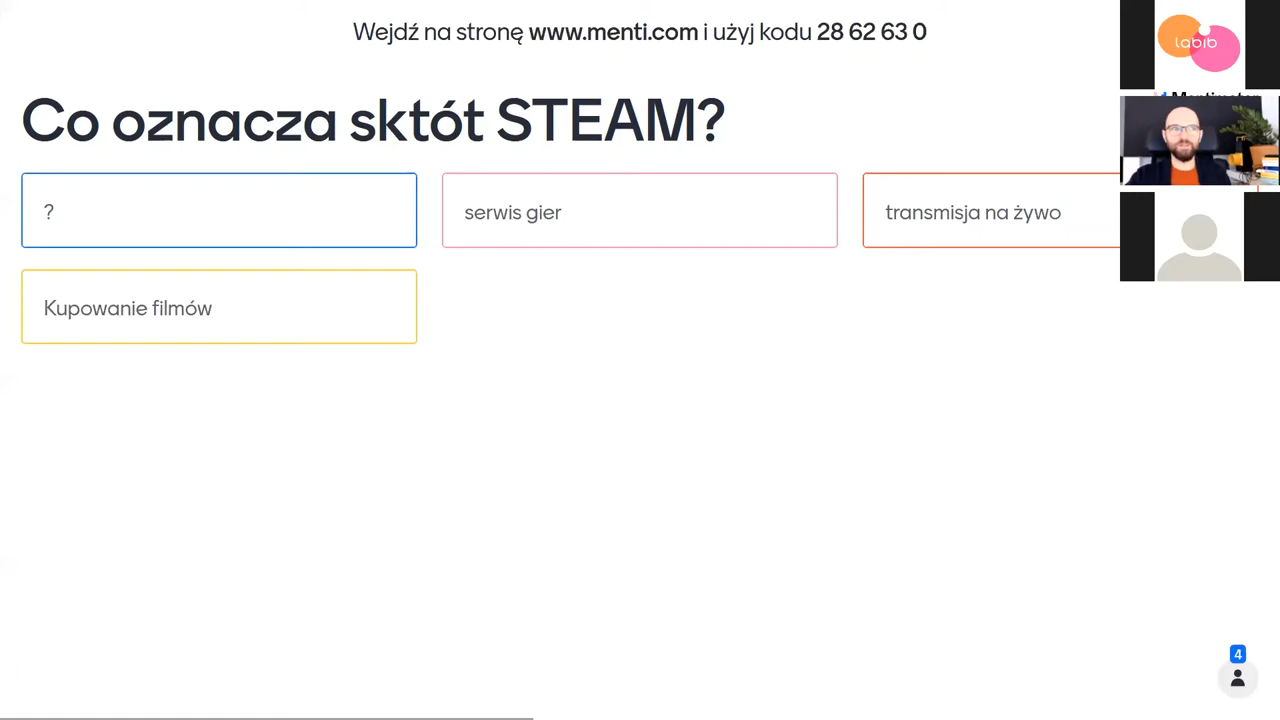 Wejdź na stronę www.menti.com i użyj kodu 28 62 63 0
labib
Co oznacza sktót STEAM?
?
serwis gier
transmisja na żywo
Kupowanie filmów
4